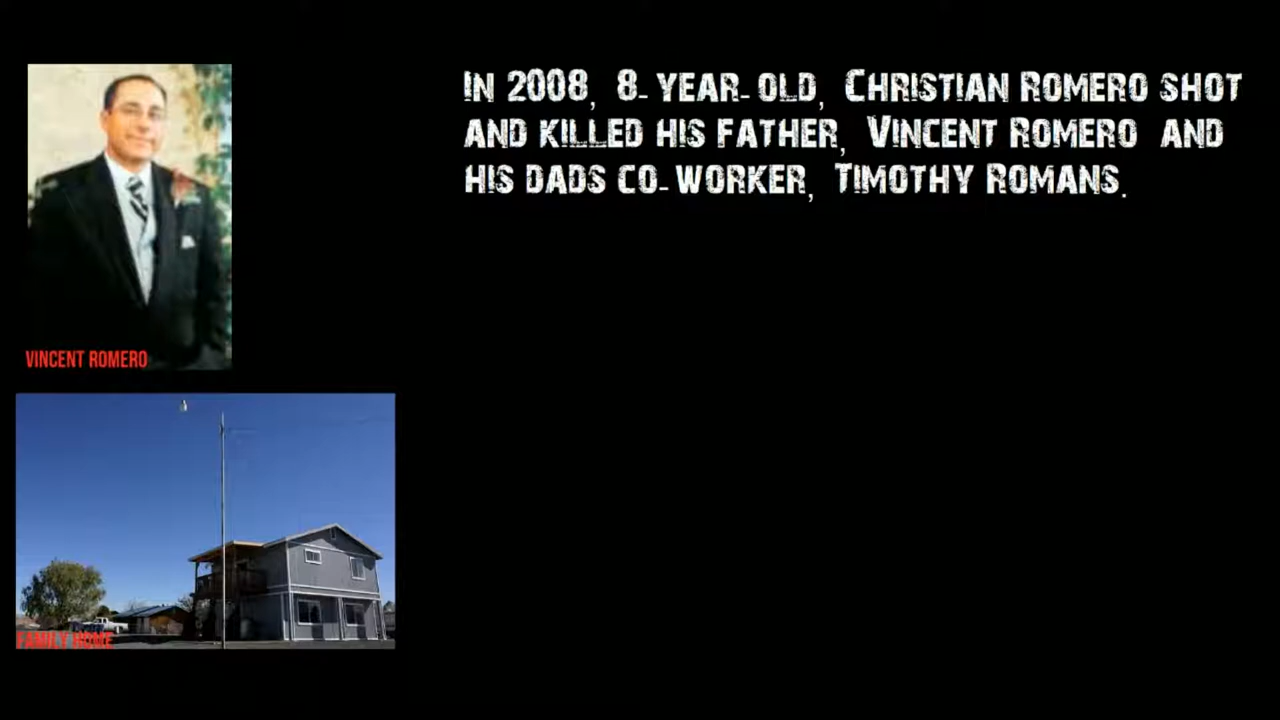 In 2008, 8-year-old, Christian Romero shot
and killed his father, Vincent Romero and
his dads co-worker, Timothy Romans.
VINCENT ROMERO
FAMILY HOME